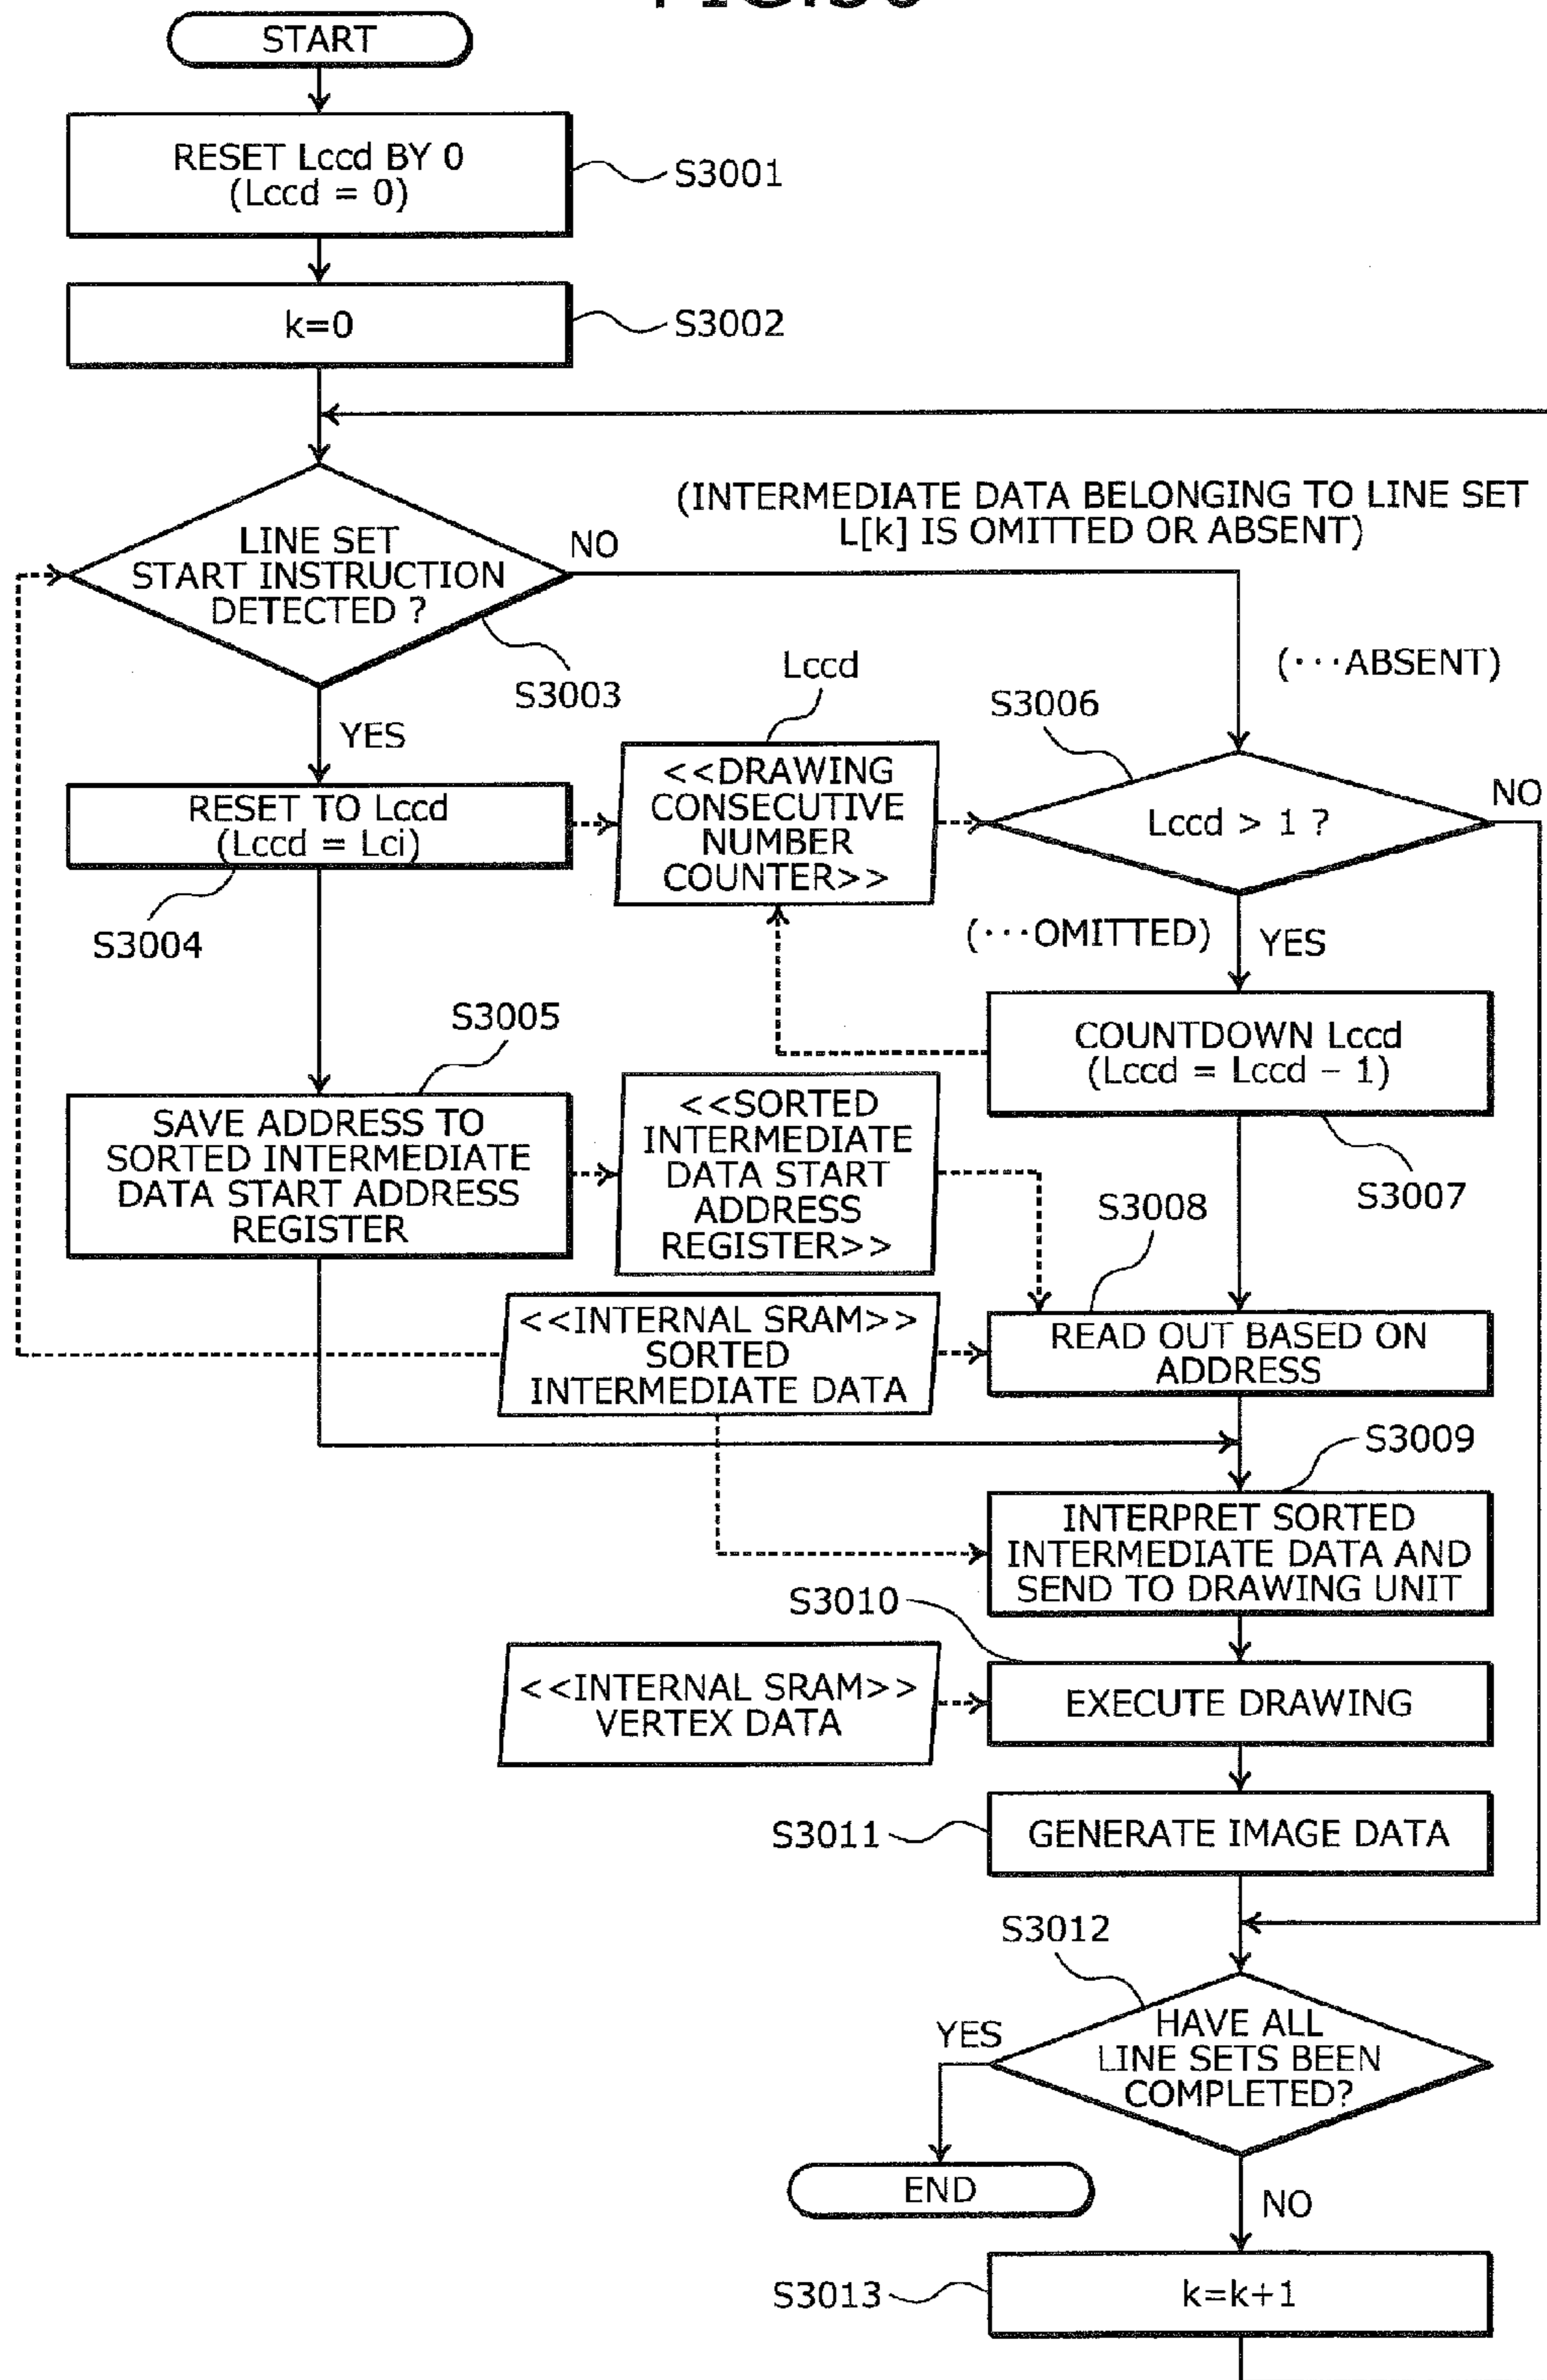 START
RESET Lccd BY 0
(Lccd = 0)
S3001
k=0
S3002
(INTERMEDIATE DATA BELONGING TO LINE SET
L[k] IS OMITTED OR ABSENT)
LINE SET
START INSTRUCTION
DETECTED ?
NO
S3003
YES
Lccd
(···ABSENT)
S3006
RESET TO Lccd
(Lccd = Lci)
S3004
<<DRAWING
CONSECUTIVE
NUMBER
COUNTER>>
Lccd > 1 ?
NO
(···OMITTED)
YES
COUNTDOWN Lccd
(Lccd = Lccd - 1)
S3007
S3005
SAVE ADDRESS TO
SORTED INTERMEDIATE
DATA START ADDRESS
REGISTER
<<SORTED
INTERMEDIATE
DATA START
ADDRESS
REGISTER>>
S3008
<<INTERNAL SRAM>>
SORTED
INTERMEDIATE DATA
READ OUT BASED ON
ADDRESS
S3009
INTERPRET SORTED
INTERMEDIATE DATA AND
SEND TO DRAWING UNIT
S3010
<<INTERNAL SRAM>>
VERTEX DATA
EXECUTE DRAWING
S3011
GENERATE IMAGE DATA
S3012
HAVE ALL
LINE SETS BEEN
COMPLETED?
YES
END
NO
S3013
k=k+1